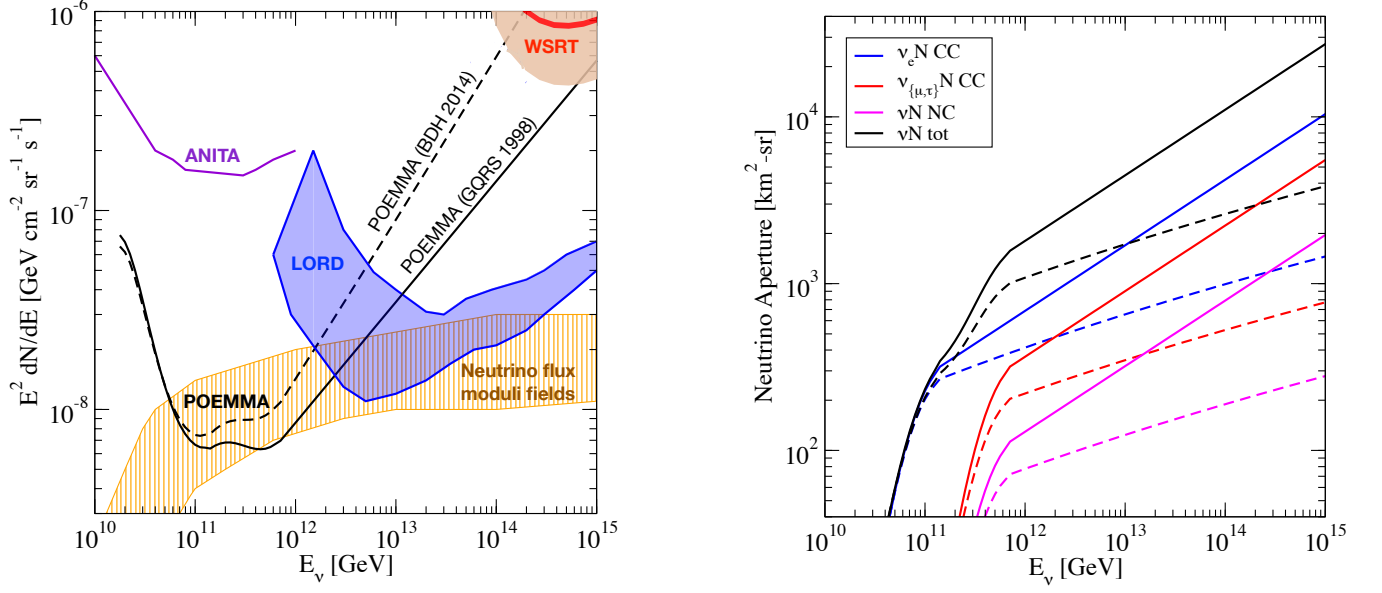 10^-6
10^-7
10^-8
E^2 dN/dE [GeV cm^-2 sr^-1 s^-1]
WSRT
ANITA
POEMMA (BDH 2014)
POEMMA (GQRS 1998)
LORD
POEMMA
Neutrino flux
moduli fields
10^10 10^11 10^12 10^13 10^14 10^15
E_ν [GeV]
ν_e N CC
ν_{μ,τ} N CC
νN NC
νN tot
10^4
10^3
10^2
Neutrino Aperture [km^2-sr]
10^10 10^11 10^12 10^13 10^14 10^15
E_ν [GeV]